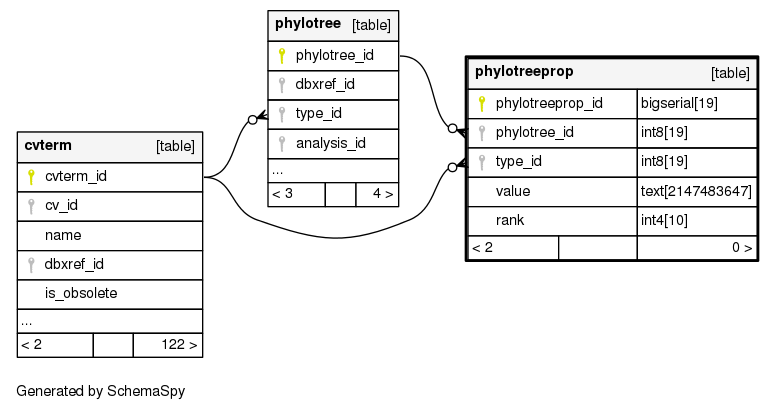 phylotree [table]
phylotree_id
dbxref_id
type_id
analysis_id
...
< 3 4 >
phylotreeprop [table]
phylotreeprop_id bigserial[19]
phylotree_id int8[19]
type_id int8[19]
value text[2147483647]
rank int4[10]
< 2 0 >
cvterm [table]
cvterm_id
cv_id
name
dbxref_id
is_obsolete
...
< 2 122 >
Generated by SchemaSpy